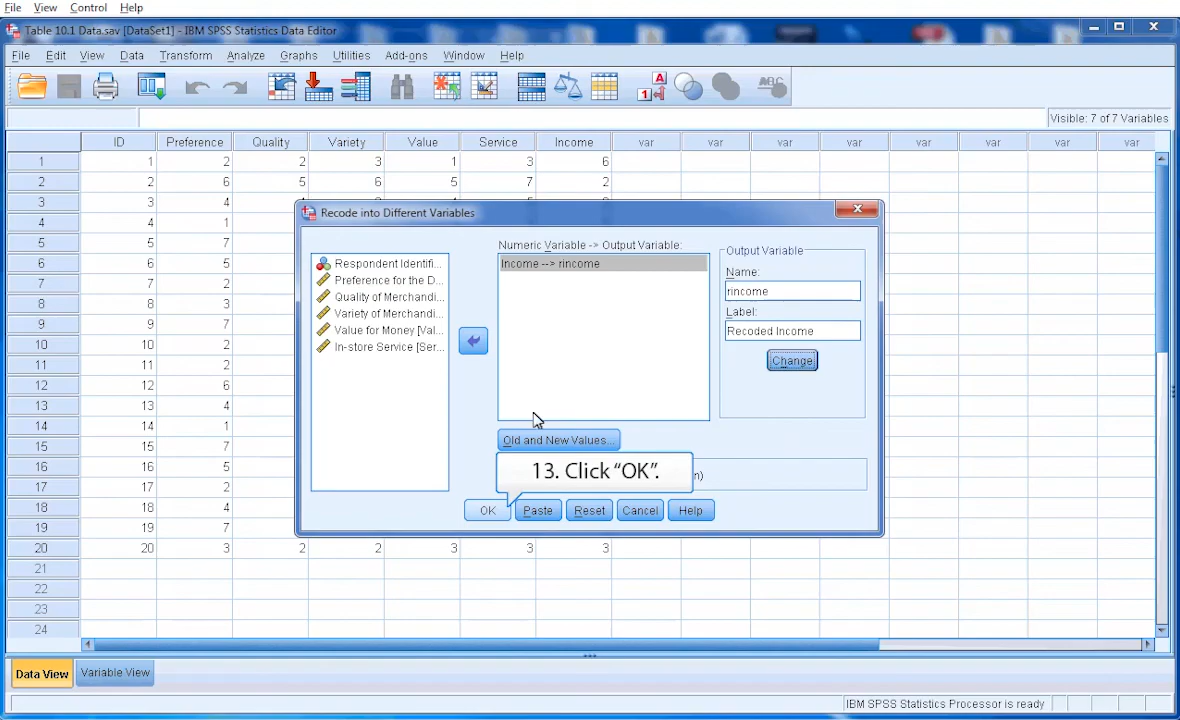 File View Control Help
Table 10.1 Data.sav [DataSet1] - IBM SPSS Statistics Data Editor
File Edit View Data Transform Analyze Graphs Utilities Add-ons Window Help
Visible: 7 of 7 Variables
ID Preference Quality Variety Value Service Income var var var var var var var
1 1 2 2 3 1 3 6
2 2 6 5 6 5 7 2
3 3 4
4 4 1
5 5 7
6 6 5
7 7 2
8 8 3
9 9 7
10 10 2
11 11 2
12 12 6
13 13 4
14 14 1
15 15 7
16 16 5
17 17 2
18 18 4
19 19 7
20 20 3 2 2 3 3 3
21
22
23
24
Recode into Different Variables
Respondent Identifi...
Preference for the D...
Quality of Merchandi...
Variety of Merchandi...
Value for Money [Val...
In-store Service [Ser...
Numeric Variable -> Output Variable:
Income --> rincome
Output Variable
Name:
rincome
Label:
Recoded Income
Change
Old and New Values...
13. Click “OK”.
n)
OK Paste Reset Cancel Help
Data View Variable View
IBM SPSS Statistics Processor is ready